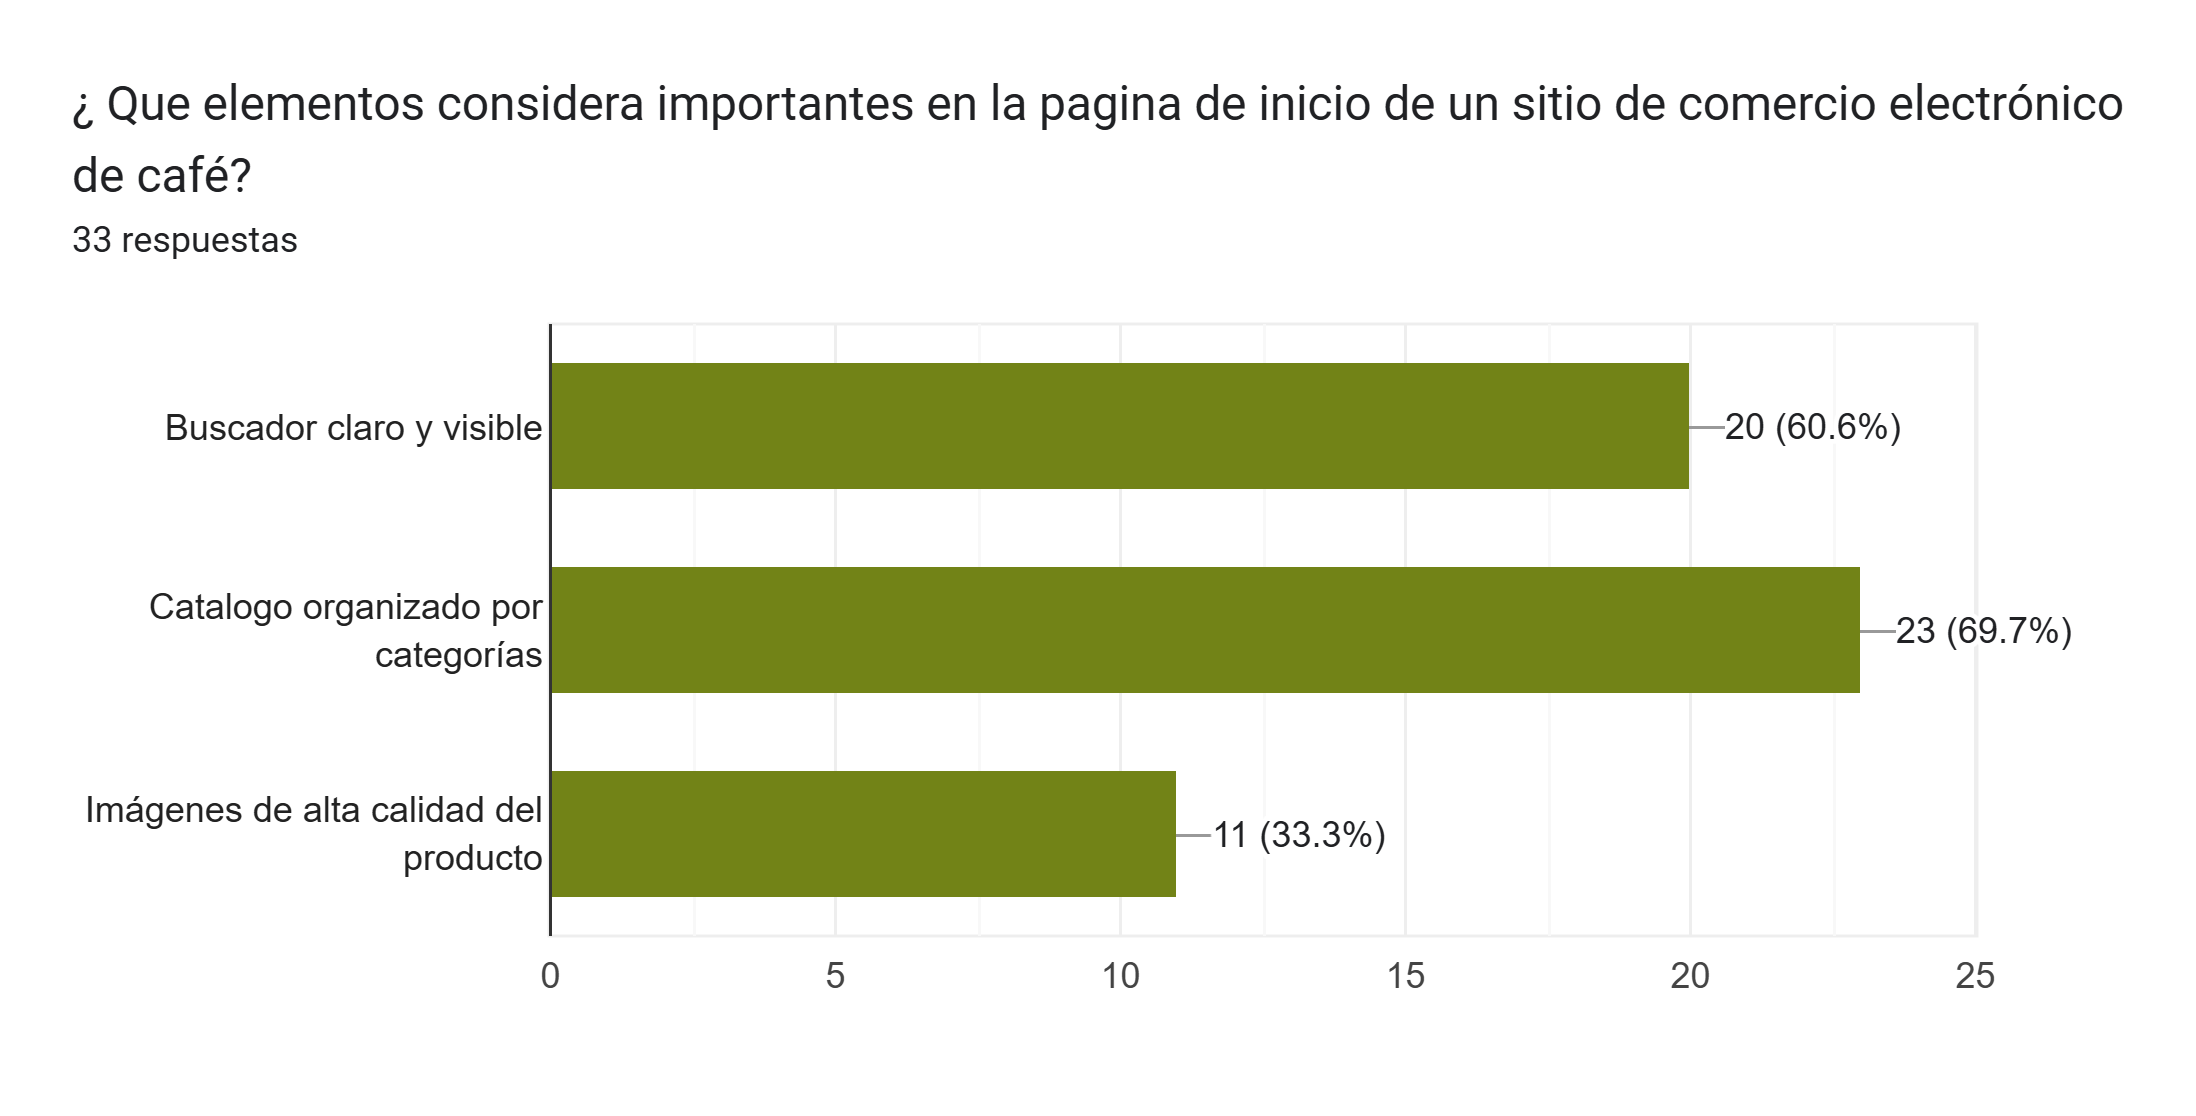 ¿ Que elementos considera importantes en la pagina de inicio de un sitio de comercio electrónico
de café?
33 respuestas
Buscador claro y visible
20 (60.6%)
Catalogo organizado por
categorías
23 (69.7%)
Imágenes de alta calidad del
producto
11 (33.3%)
0 5 10 15 20 25